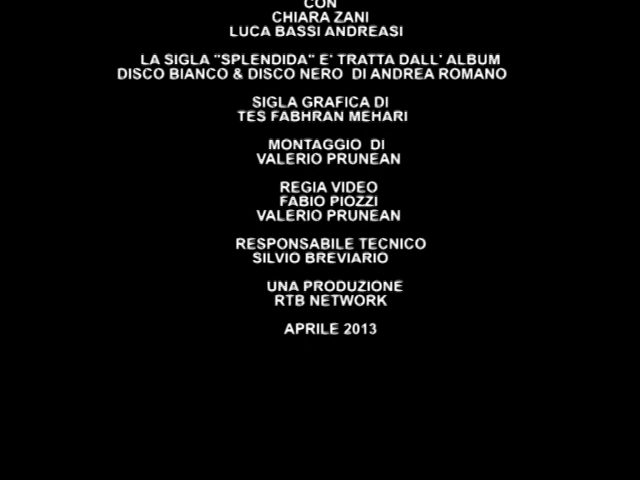 CON
CHIARA ZANI
LUCA BASSI ANDREASI
LA SIGLA "SPLENDIDA" E' TRATTA DALL' ALBUM
DISCO BIANCO & DISCO NERO DI ANDREA ROMANO
SIGLA GRAFICA DI
TES FABHRAN MEHARI
MONTAGGIO DI
VALERIO PRUNEAN
REGIA VIDEO
FABIO PIOZZI
VALERIO PRUNEAN
RESPONSABILE TECNICO
SILVIO BREVIARIO
UNA PRODUZIONE
RTB NETWORK
APRILE 2013